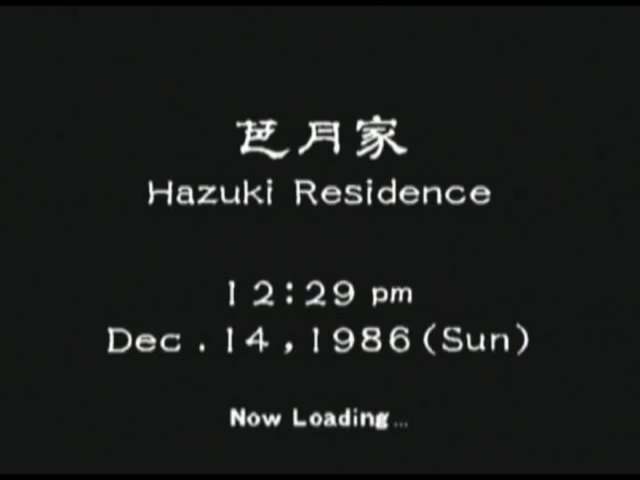 芭月家
Hazuki Residence
12:29 pm
Dec.14,1986(Sun)
Now Loading...